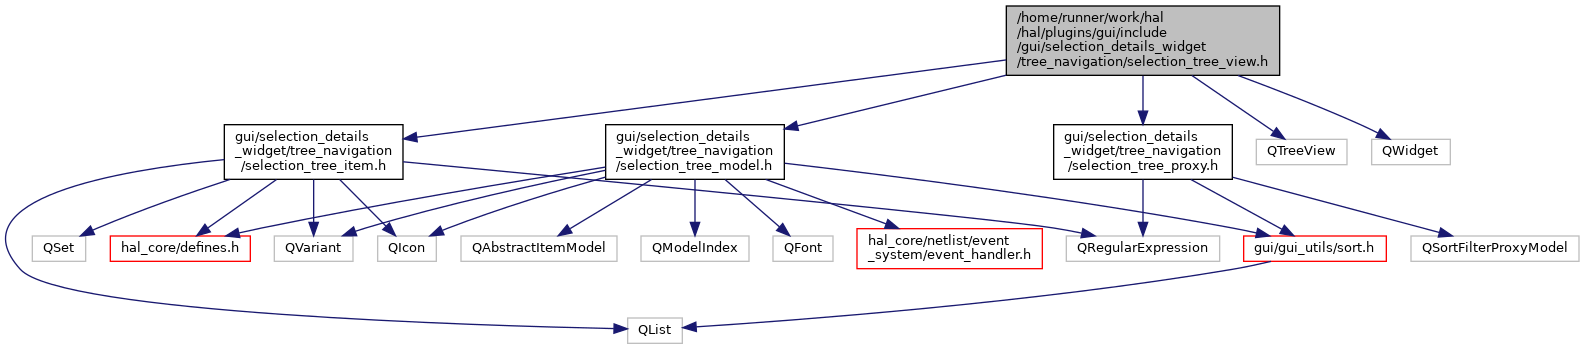 /home/runner/work/hal
/hal/plugins/gui/include
/gui/selection_details_widget
/tree_navigation/selection_tree_view.h
gui/selection_details
_widget/tree_navigation
/selection_tree_item.h
gui/selection_details
_widget/tree_navigation
/selection_tree_model.h
gui/selection_details
_widget/tree_navigation
/selection_tree_proxy.h
QTreeView
QWidget
QSet
hal_core/defines.h
QVariant
QIcon
QAbstractItemModel
QModelIndex
QFont
hal_core/netlist/event
_system/event_handler.h
QRegularExpression
gui/gui_utils/sort.h
QSortFilterProxyModel
QList